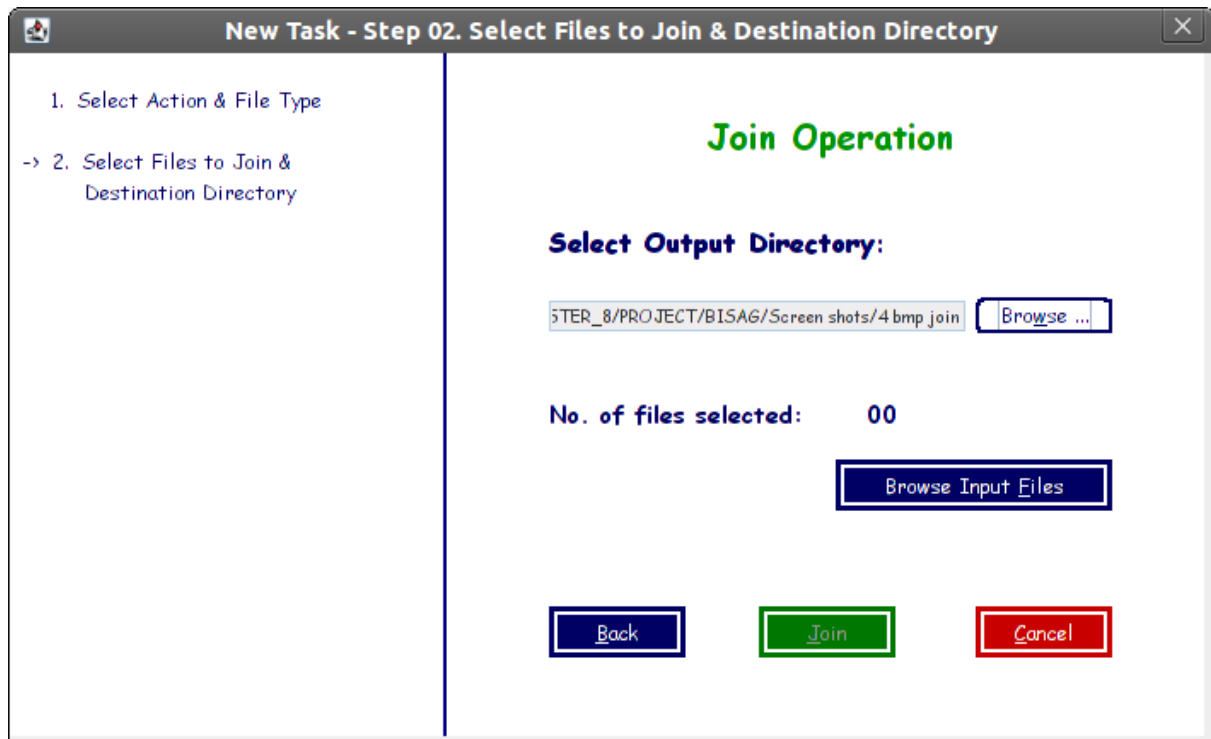 New Task - Step 02. Select Files to Join & Destination Directory
1. Select Action & File Type
-> 2. Select Files to Join &
Destination Directory
Join Operation
Select Output Directory:
STER_8/PROJECT/BISAG/Screen shots/4 bmp join
Browse ...
No. of files selected: 00
Browse Input Files
Back
Join
Cancel